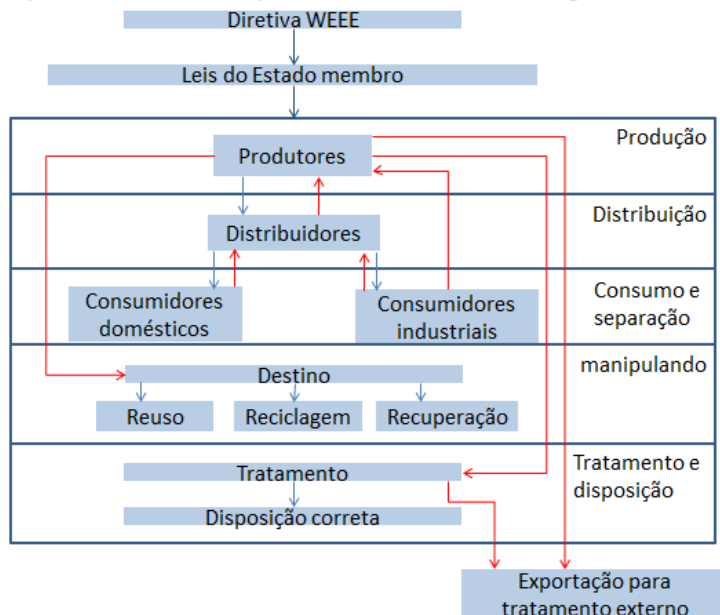 Diretiva WEEE
Leis do Estado membro
Produção
Produtores
Distribuição
Distribuidores
Consumo e
separação
Consumidores
domésticos
Consumidores
industriais
manipulando
Destino
Reuso
Reciclagem
Recuperação
Tratamento e
disposição
Tratamento
Disposição correta
Exportação para
tratamento externo